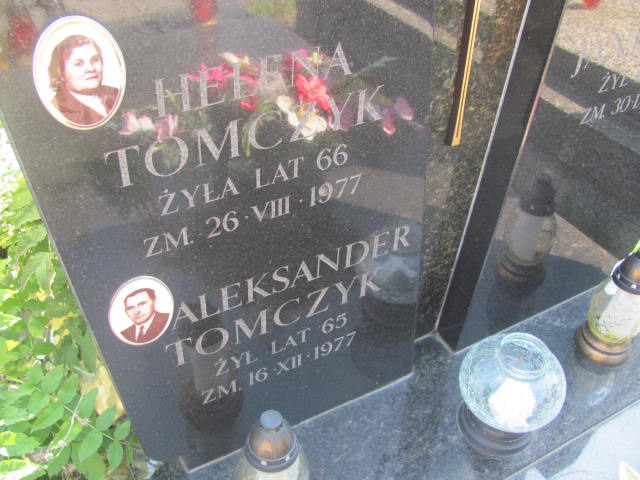 HELENA
TOMCZYK
ŻYŁA LAT 66
ZM. 26·VIII·1977
ALEKSANDER
TOMCZYK
ŻYŁ LAT 65
ZM. 16·XII·1977